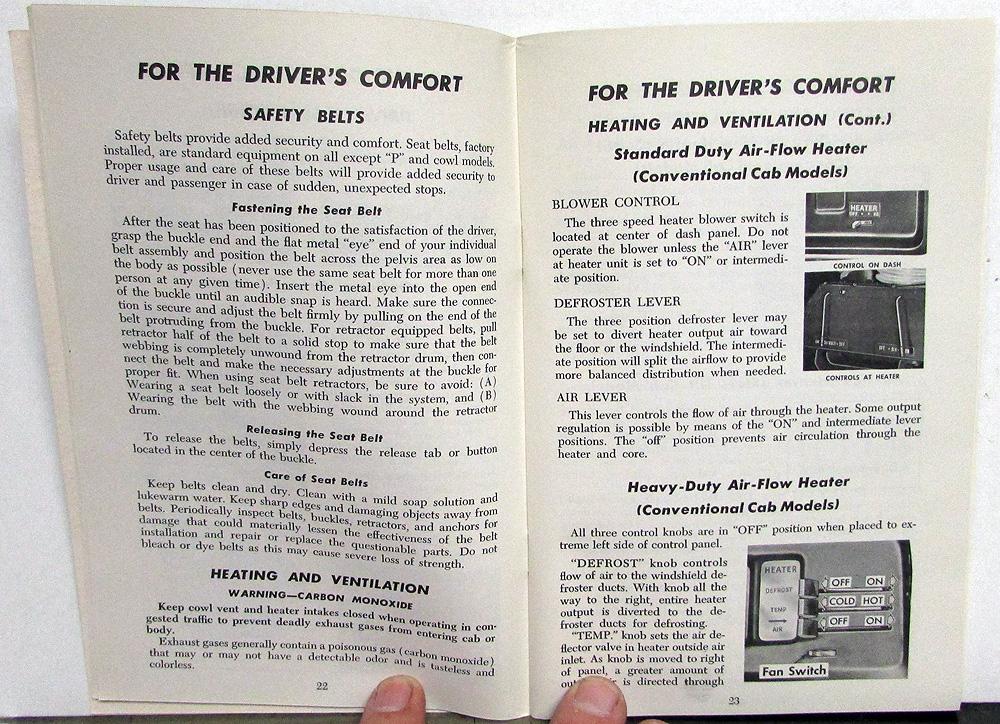 FOR THE DRIVER'S COMFORT
SAFETY BELTS
Safety belts provide added security and comfort. Seat belts, factory
installed, are standard equipment on all except "P" and cowl models.
Proper usage and care of these belts will provide added security to
driver and passenger in case of sudden, unexpected stops.
Fastening the Seat Belt
After the seat has been positioned to the satisfaction of the driver,
grasp the buckle end and the flat metal "eye" end of your individual
belt assembly and position the belt across the pelvis area as low on
the body as possible (never use the same seat belt for more than one
person at any given time). Insert the metal eye into the open end
of the buckle until an audible snap is heard. Make sure the connec-
tion is secure and adjust the belt firmly by pulling on the end of the
belt protruding from the buckle. For retractor equipped belts, pull
retractor half of the belt to a solid stop to make sure that the belt
webbing is completely unwound from the retractor drum, then con-
nect the belt and make the necessary adjustments at the buckle for
proper fit. When using seat belt retractors, be sure to avoid: (A)
Wearing a seat belt loosely or with slack in the system, and (B)
Wearing the belt with the webbing wound around the retractor
drum.
Releasing the Seat Belt
To release the belts, simply depress the release tab or button
located in the center of the buckle.
Care of Seat Belts
Keep belts clean and dry. Clean with a mild soap solution and
lukewarm water. Keep sharp edges and damaging objects away from
belts. Periodically inspect belts, buckles, retractors, and anchors for
damage that could materially lessen the effectiveness of the belt
installation and repair or replace the questionable parts. Do not
bleach or dye belts as this may cause severe loss of strength.
HEATING AND VENTILATION
WARNING—CARBON MONOXIDE
Keep cowl vent and heater intakes closed when operating in con-
gested traffic to prevent deadly exhaust gases from entering cab or
body.
Exhaust gases generally contain a poisonous gas (carbon monoxide)
that may or may not have a detectable odor and is tasteless and
colorless.
22
FOR THE DRIVER'S COMFORT
HEATING AND VENTILATION (Cont.)
Standard Duty Air-Flow Heater
(Conventional Cab Models)
BLOWER CONTROL
The three speed heater blower switch is
located at center of dash panel. Do not
operate the blower unless the "AIR" lever
at heater unit is set to "ON" or intermedi-
ate position.
HEATER
CONTROL ON DASH
DEFROSTER LEVER
The three position defroster lever may
be set to divert heater output air toward
the floor or the windshield. The intermedi-
ate position will split the airflow to provide
more balanced distribution when needed.
CONTROLS AT HEATER
AIR LEVER
This lever controls the flow of air through the heater. Some output
regulation is possible by means of the "ON" and intermediate lever
positions. The "off" position prevents air circulation through the
heater and core.
Heavy-Duty Air-Flow Heater
(Conventional Cab Models)
All three control knobs are in "OFF" position when placed to ex-
treme left side of control panel.
"DEFROST" knob controls
flow of air to the windshield de-
froster ducts. With knob all the
way to the right, entire heater
output is diverted to the de-
froster ducts for defrosting.
"TEMP." knob sets the air de-
flector valve in heater outside air
inlet. As knob is moved to right
of panel, a greater amount of
is directed through
HEATER
DEFROST
TEMP
AIR
OFF ON
COLD HOT
OFF ON
Fan Switch
23